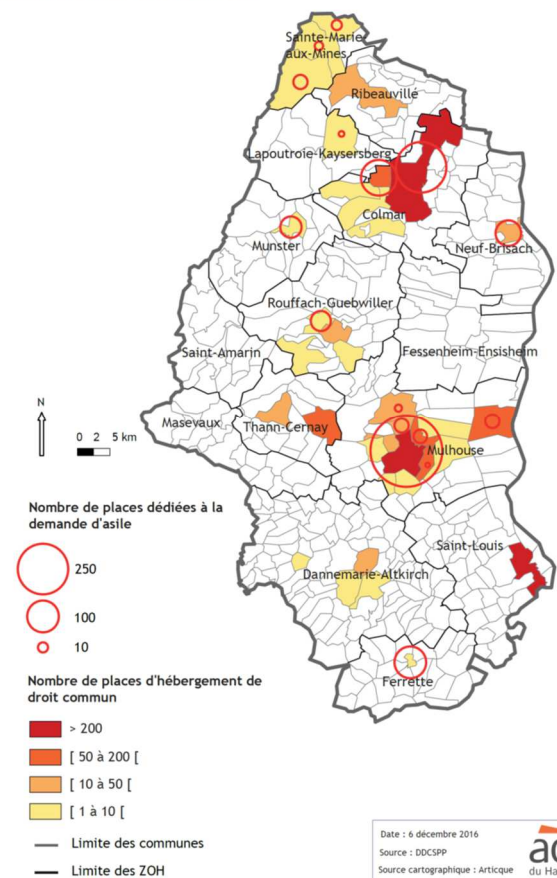 Sainte-Marie-
aux-Mines
Ribeauvillé
Lapoutroie-Kaysersberg
Colmar
Munster
Neuf-Brisach
Rouffach-Guebwiller
Saint-Amarin
Fessenheim-Ensisheim
N
0 2 5 km
Masevaux
Thann-Cernay
Mulhouse
Nombre de places dédiées à la
demande d'asile
250
100
10
Saint-Louis
Dannemarie-Altkirch
Ferrette
Nombre de places d'hébergement de
droit commun
> 200
[ 50 à 200 [
[ 10 à 50 [
[ 1 à 10 [
Limite des communes
Limite des ZOH
Date : 6 décembre 2016
Source : DDCSPP
Source cartographique : Articque
du Ha